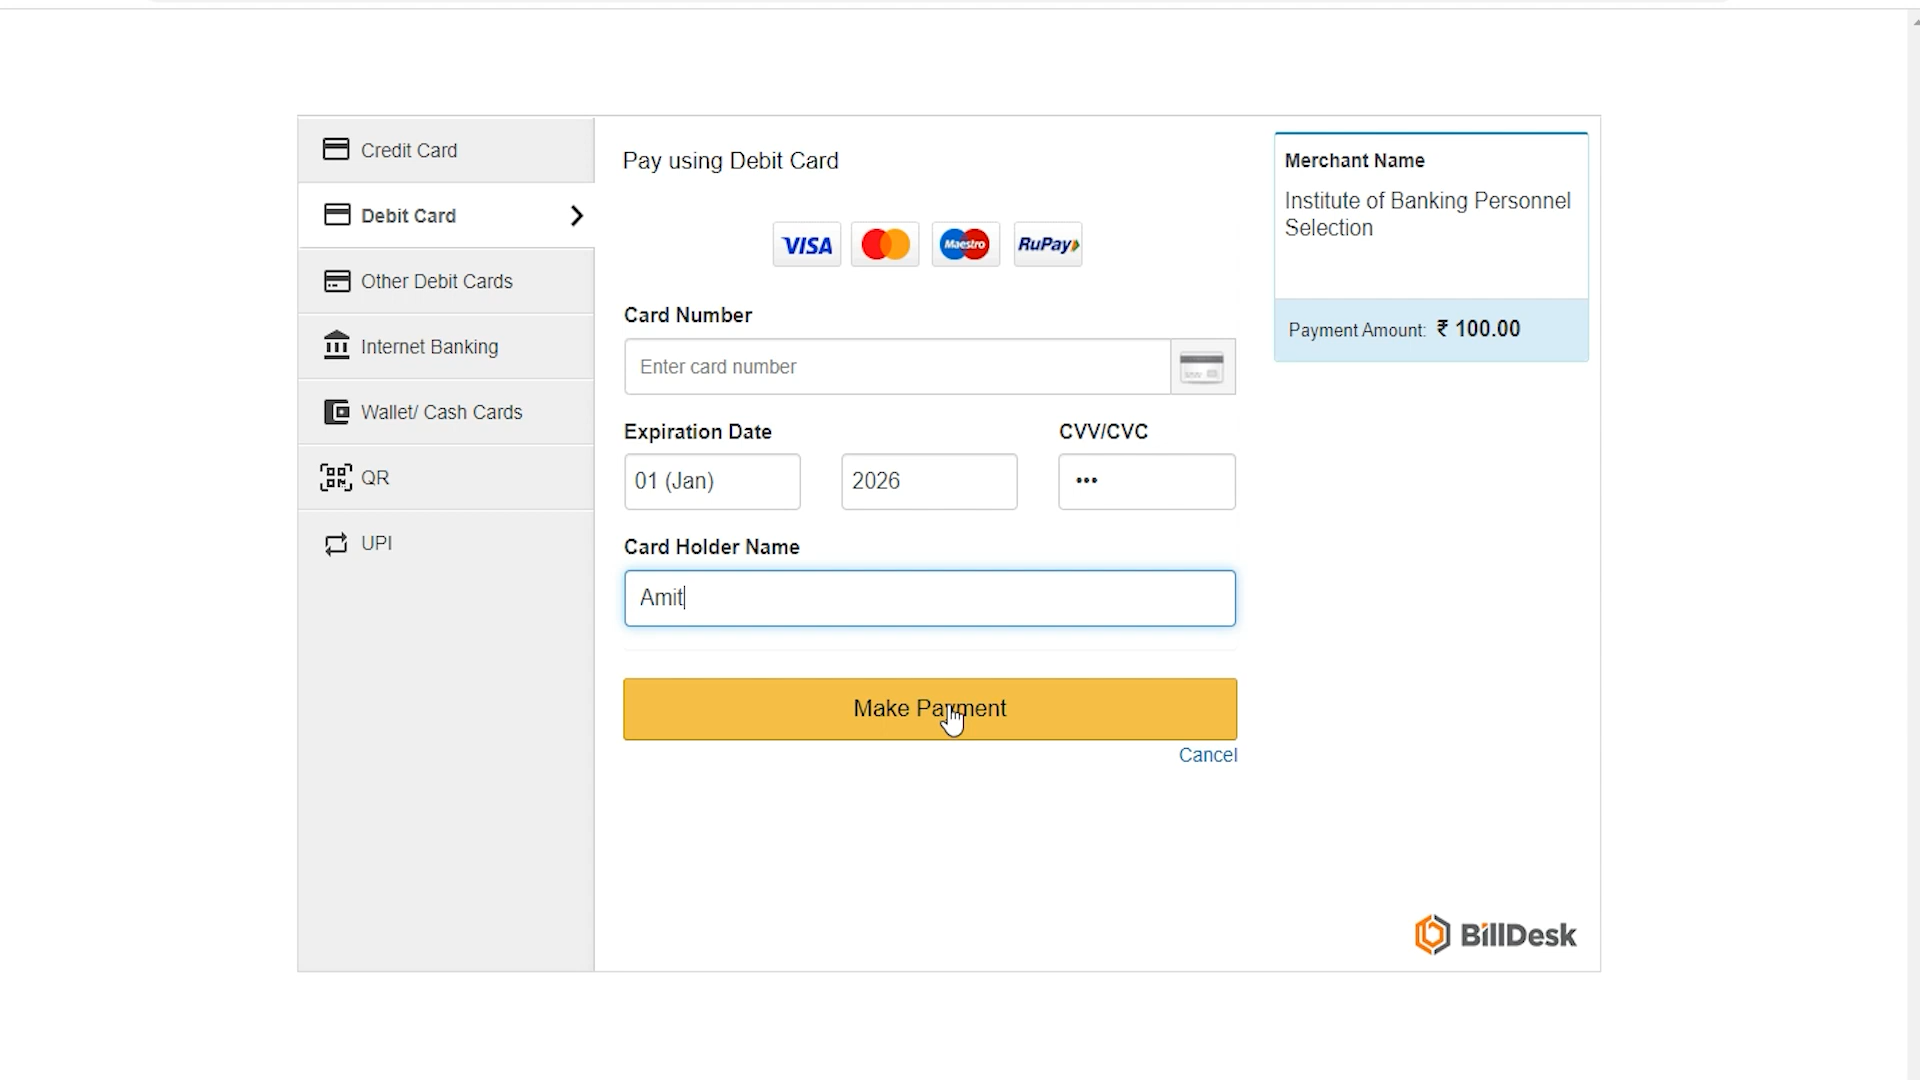 Credit Card
Debit Card
Other Debit Cards
Internet Banking
Wallet/ Cash Cards
QR
UPI
Pay using Debit Card
VISA
Maestro
RuPay
Card Number
Enter card number
Expiration Date
CVV/CVC
01 (Jan)
2026
•••
Card Holder Name
Amit
Make Payment
Cancel
Merchant Name
Institute of Banking Personnel
Selection
Payment Amount: ₹ 100.00
BillDesk